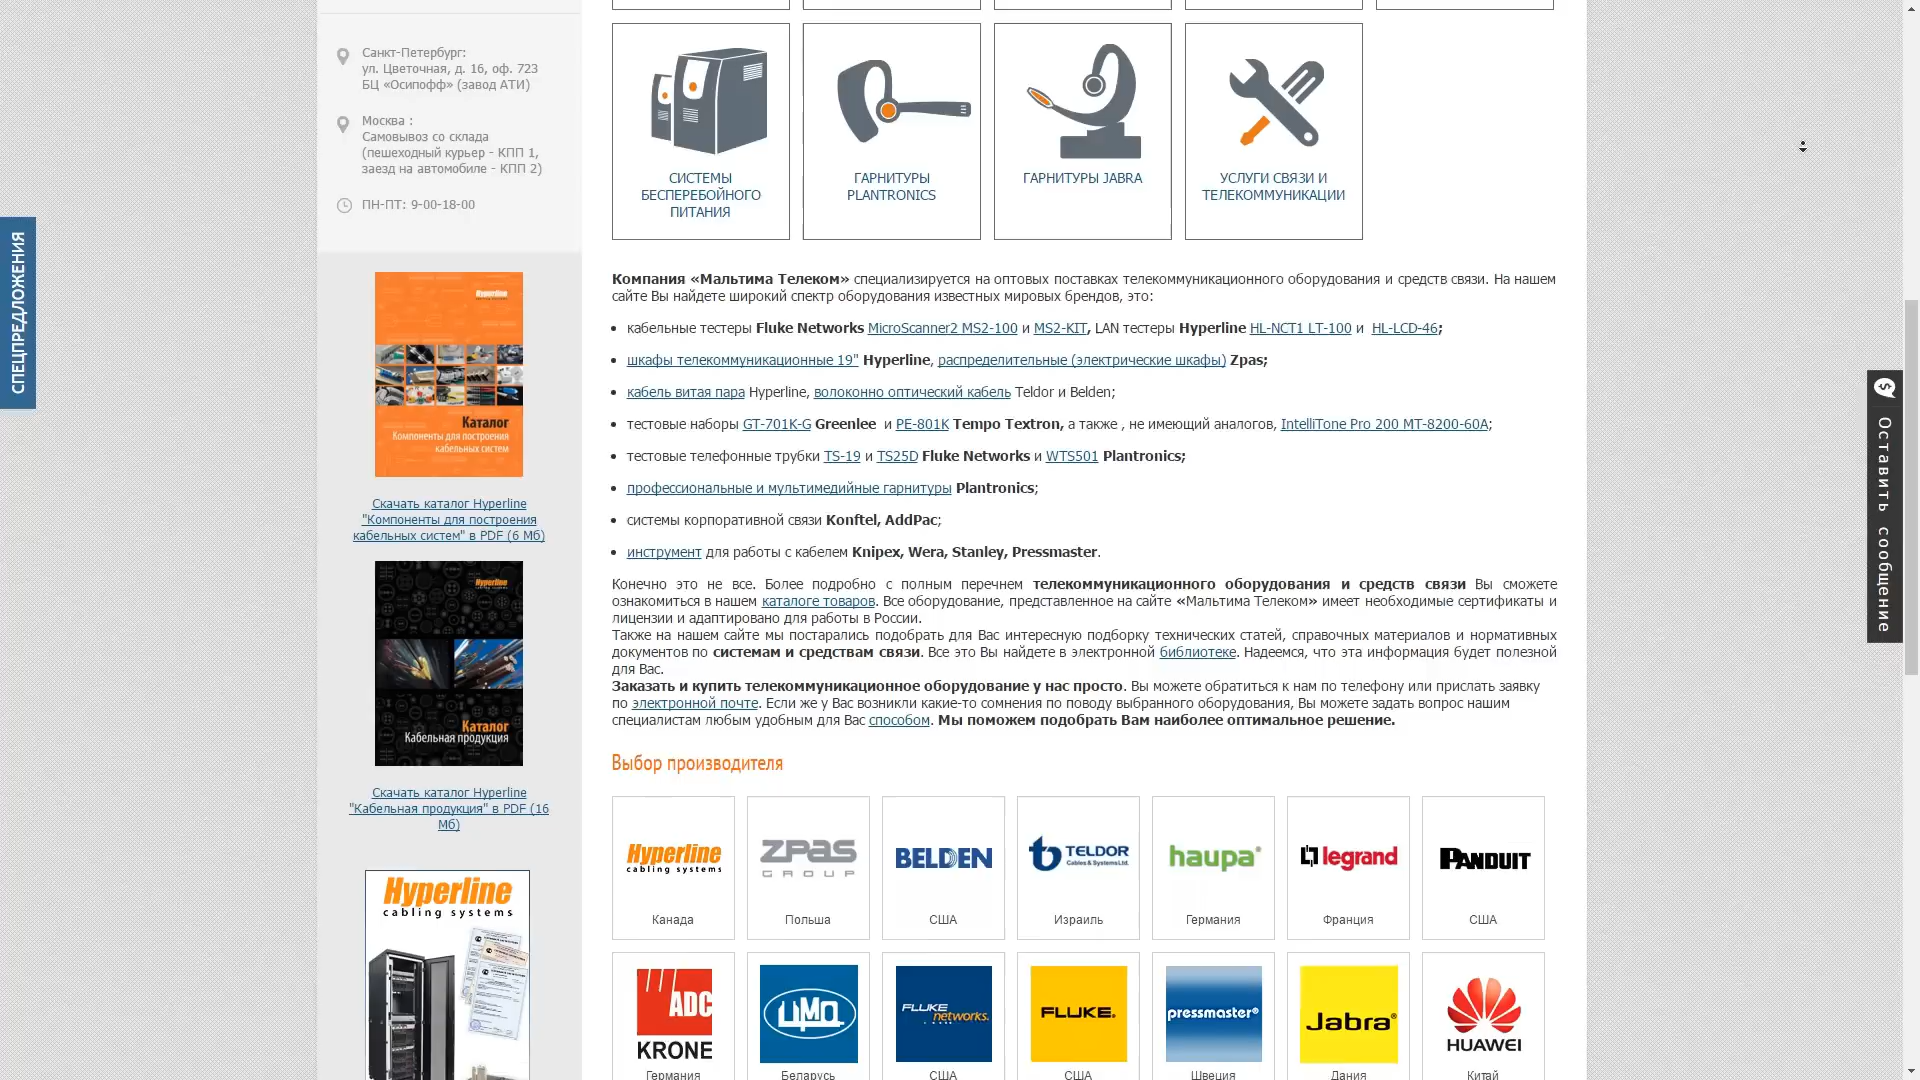 Санкт-Петербург:
ул. Цветочная, д. 16, оф. 723
БЦ «Осипофф» (завод АТИ)
Москва :
Самовывоз со склада
(пешеходный курьер - КПП 1,
заезд на автомобиле - КПП 2)
ПН-ПТ: 9-00-18-00
СПЕЦПРЕДЛОЖЕНИЯ
Hyperline
Каталог
Компоненты для построения
кабельных систем
Скачать каталог Hyperline
"Компоненты для построения
кабельных систем" в PDF (6 Мб)
Hyperline
Каталог
Кабельная продукция
Скачать каталог Hyperline
"Кабельная продукция" в PDF (16
Мб)
Hyperline
cabling systems
СИСТЕМЫ
БЕСПЕРЕБОЙНОГО
ПИТАНИЯ
ГАРНИТУРЫ
PLANTRONICS
ГАРНИТУРЫ JABRA
УСЛУГИ СВЯЗИ И
ТЕЛЕКОММУНИКАЦИИ
Компания «Мальтима Телеком» специализируется на оптовых поставках телекоммуникационного оборудования и средств связи. На нашем
сайте Вы найдете широкий спектр оборудования известных мировых брендов, это:
• кабельные тестеры Fluke Networks MicroScanner2 MS2-100 и MS2-KIT, LAN тестеры Hyperline HL-NCT1 LT-100 и HL-LCD-46;
• шкафы телекоммуникационные 19" Hyperline, распределительные (электрические шкафы) Zpas;
• кабель витая пара Hyperline, волоконно оптический кабель Teldor и Belden;
• тестовые наборы GT-701K-G Greenlee и PE-801K Tempo Textron, а также , не имеющий аналогов, IntelliTone Pro 200 MT-8200-60A;
• тестовые телефонные трубки TS-19 и TS25D Fluke Networks и WTS501 Plantronics;
• профессиональные и мультимедийные гарнитуры Plantronics;
• системы корпоративной связи Konftel, AddPac;
• инструмент для работы с кабелем Knipex, Wera, Stanley, Pressmaster.
Конечно это не все. Более подробно с полным перечнем телекоммуникационного оборудования и средств связи Вы сможете
ознакомиться в нашем каталоге товаров. Все оборудование, представленное на сайте «Мальтима Телеком» имеет необходимые сертификаты и
лицензии и адаптировано для работы в России.
Также на нашем сайте мы постарались подобрать для Вас интересную подборку технических статей, справочных материалов и нормативных
документов по системам и средствам связи. Все это Вы найдете в электронной библиотеке. Надеемся, что эта информация будет полезной
для Вас.
Заказать и купить телекоммуникационное оборудование у нас просто. Вы можете обратиться к нам по телефону или прислать заявку
по электронной почте. Если же у Вас возникли какие-то сомнения по поводу выбранного оборудования, Вы можете задать вопрос нашим
специалистам любым удобным для Вас способом. Мы поможем подобрать Вам наиболее оптимальное решение.
Выбор производителя
Hyperline
cabling systems
Канада
ZPAS
GROUP
Польша
BELDEN
США
TELDOR
Cables & Systems Ltd.
Израиль
haupa®
Германия
legrand
Франция
PANDUIT
США
ADC
KRONE
Германия
ЦМО
Беларусь
FLUKE
networks.
США
FLUKE®
США
pressmaster®
Швеция
Jabra®
Дания
HUAWEI
Китай
Оставить сообщение